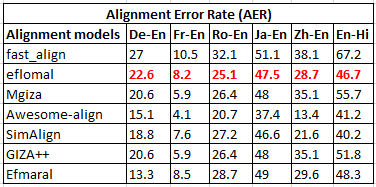 Alignment Error Rate (AER)
Alignment models De-En Fr-En Ro-En Ja-En Zh-En En-Hi
fast_align 27 10.5 32.1 51.1 38.1 67.2
eflomal 22.6 8.2 25.1 47.5 28.7 46.7
Mgiza 20.6 5.9 26.4 48 35.1 55.7
Awesome-align 15.1 4.1 20.7 37.4 13.4 41.2
SimAlign 18.8 7.6 27.2 46.6 21.6 40.2
GIZA++ 20.6 5.9 26.4 48 35.1 51.8
Efmaral 13.3 8.5 28.7 49 29.6 48.3